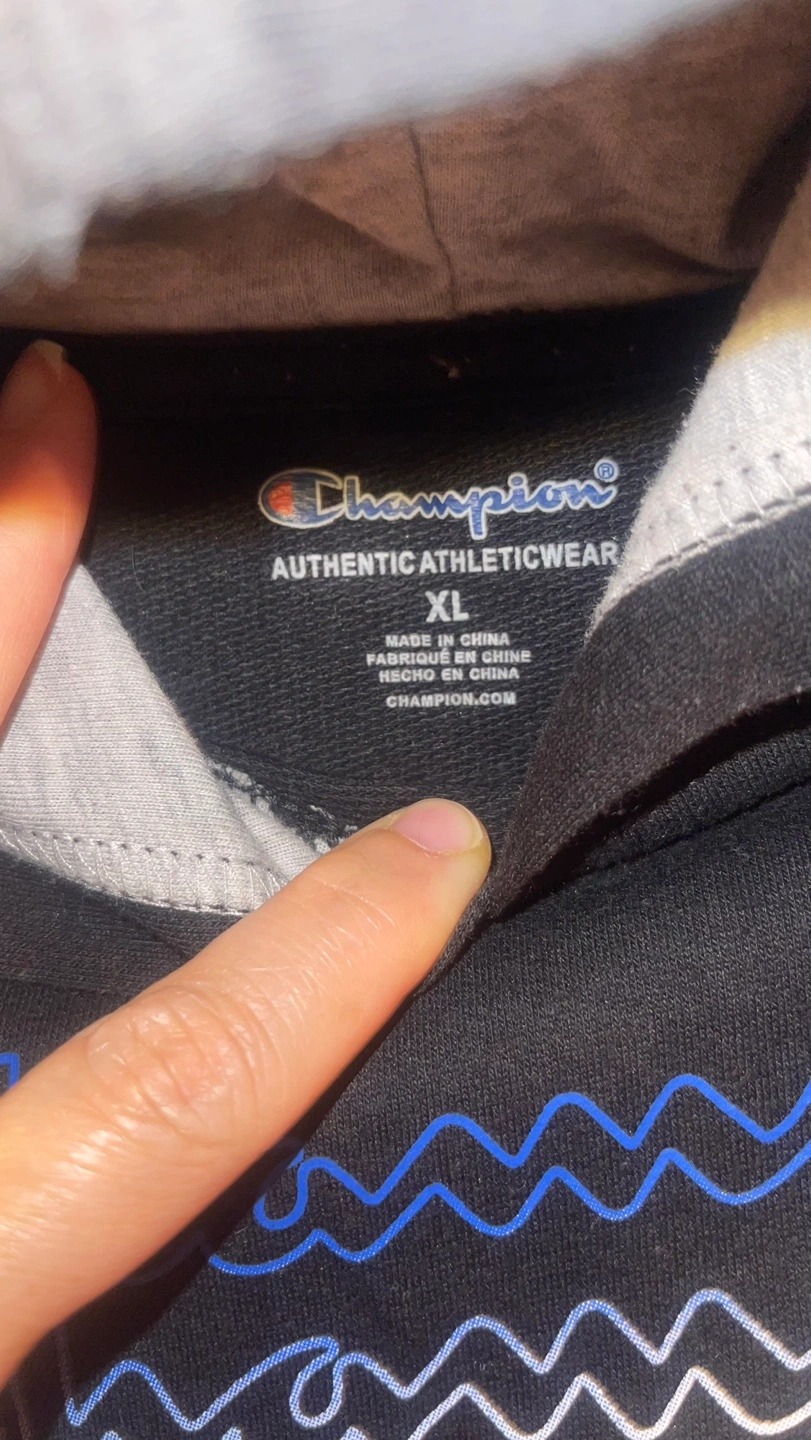 Champion®
AUTHENTIC ATHLETICWEAR
XL
MADE IN CHINA
FABRIQUÉ EN CHINE
HECHO EN CHINA
CHAMPION.COM